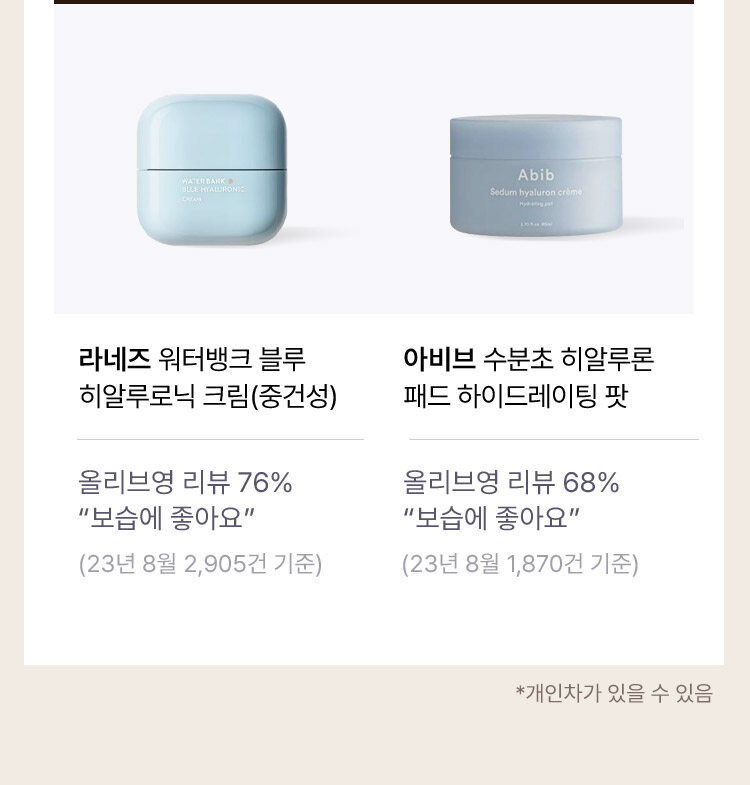 WATER BANK
BLUE HYALURONIC
CREAM
Abib
Sedum hyaluron crème
Hydrating pot
2.70 fl.oz. 80ml
라네즈 워터뱅크 블루
히알루로닉 크림(중건성)
올리브영 리뷰 76%
“보습에 좋아요”
(23년 8월 2,905건 기준)
아비브 수분초 히알루론
패드 하이드레이팅 팟
올리브영 리뷰 68%
“보습에 좋아요”
(23년 8월 1,870건 기준)
*개인차가 있을 수 있음